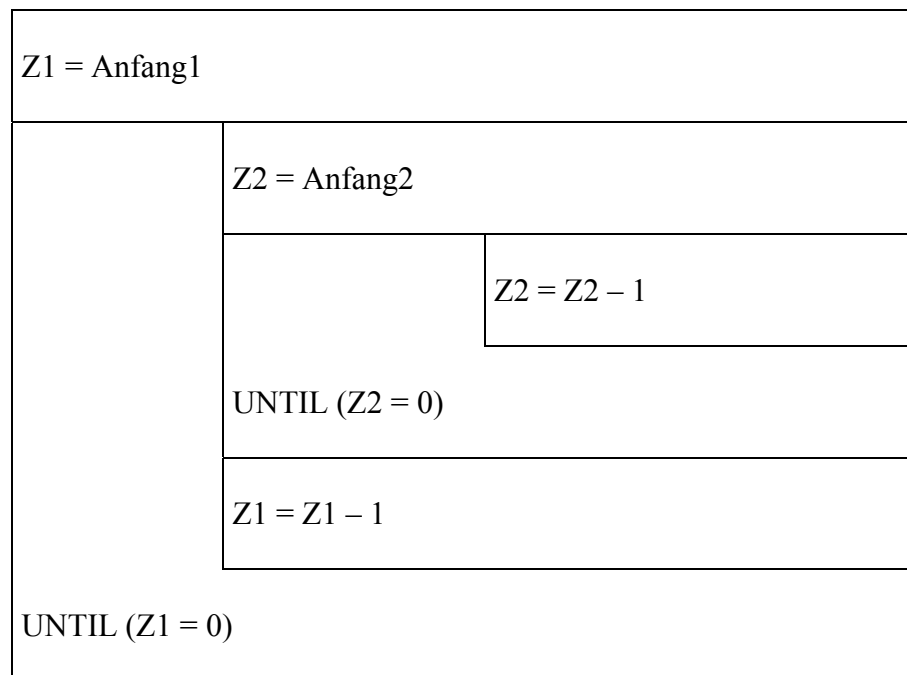 Z1 = Anfang1
Z2 = Anfang2
Z2 = Z2 – 1
UNTIL (Z2 = 0)
Z1 = Z1 – 1
UNTIL (Z1 = 0)